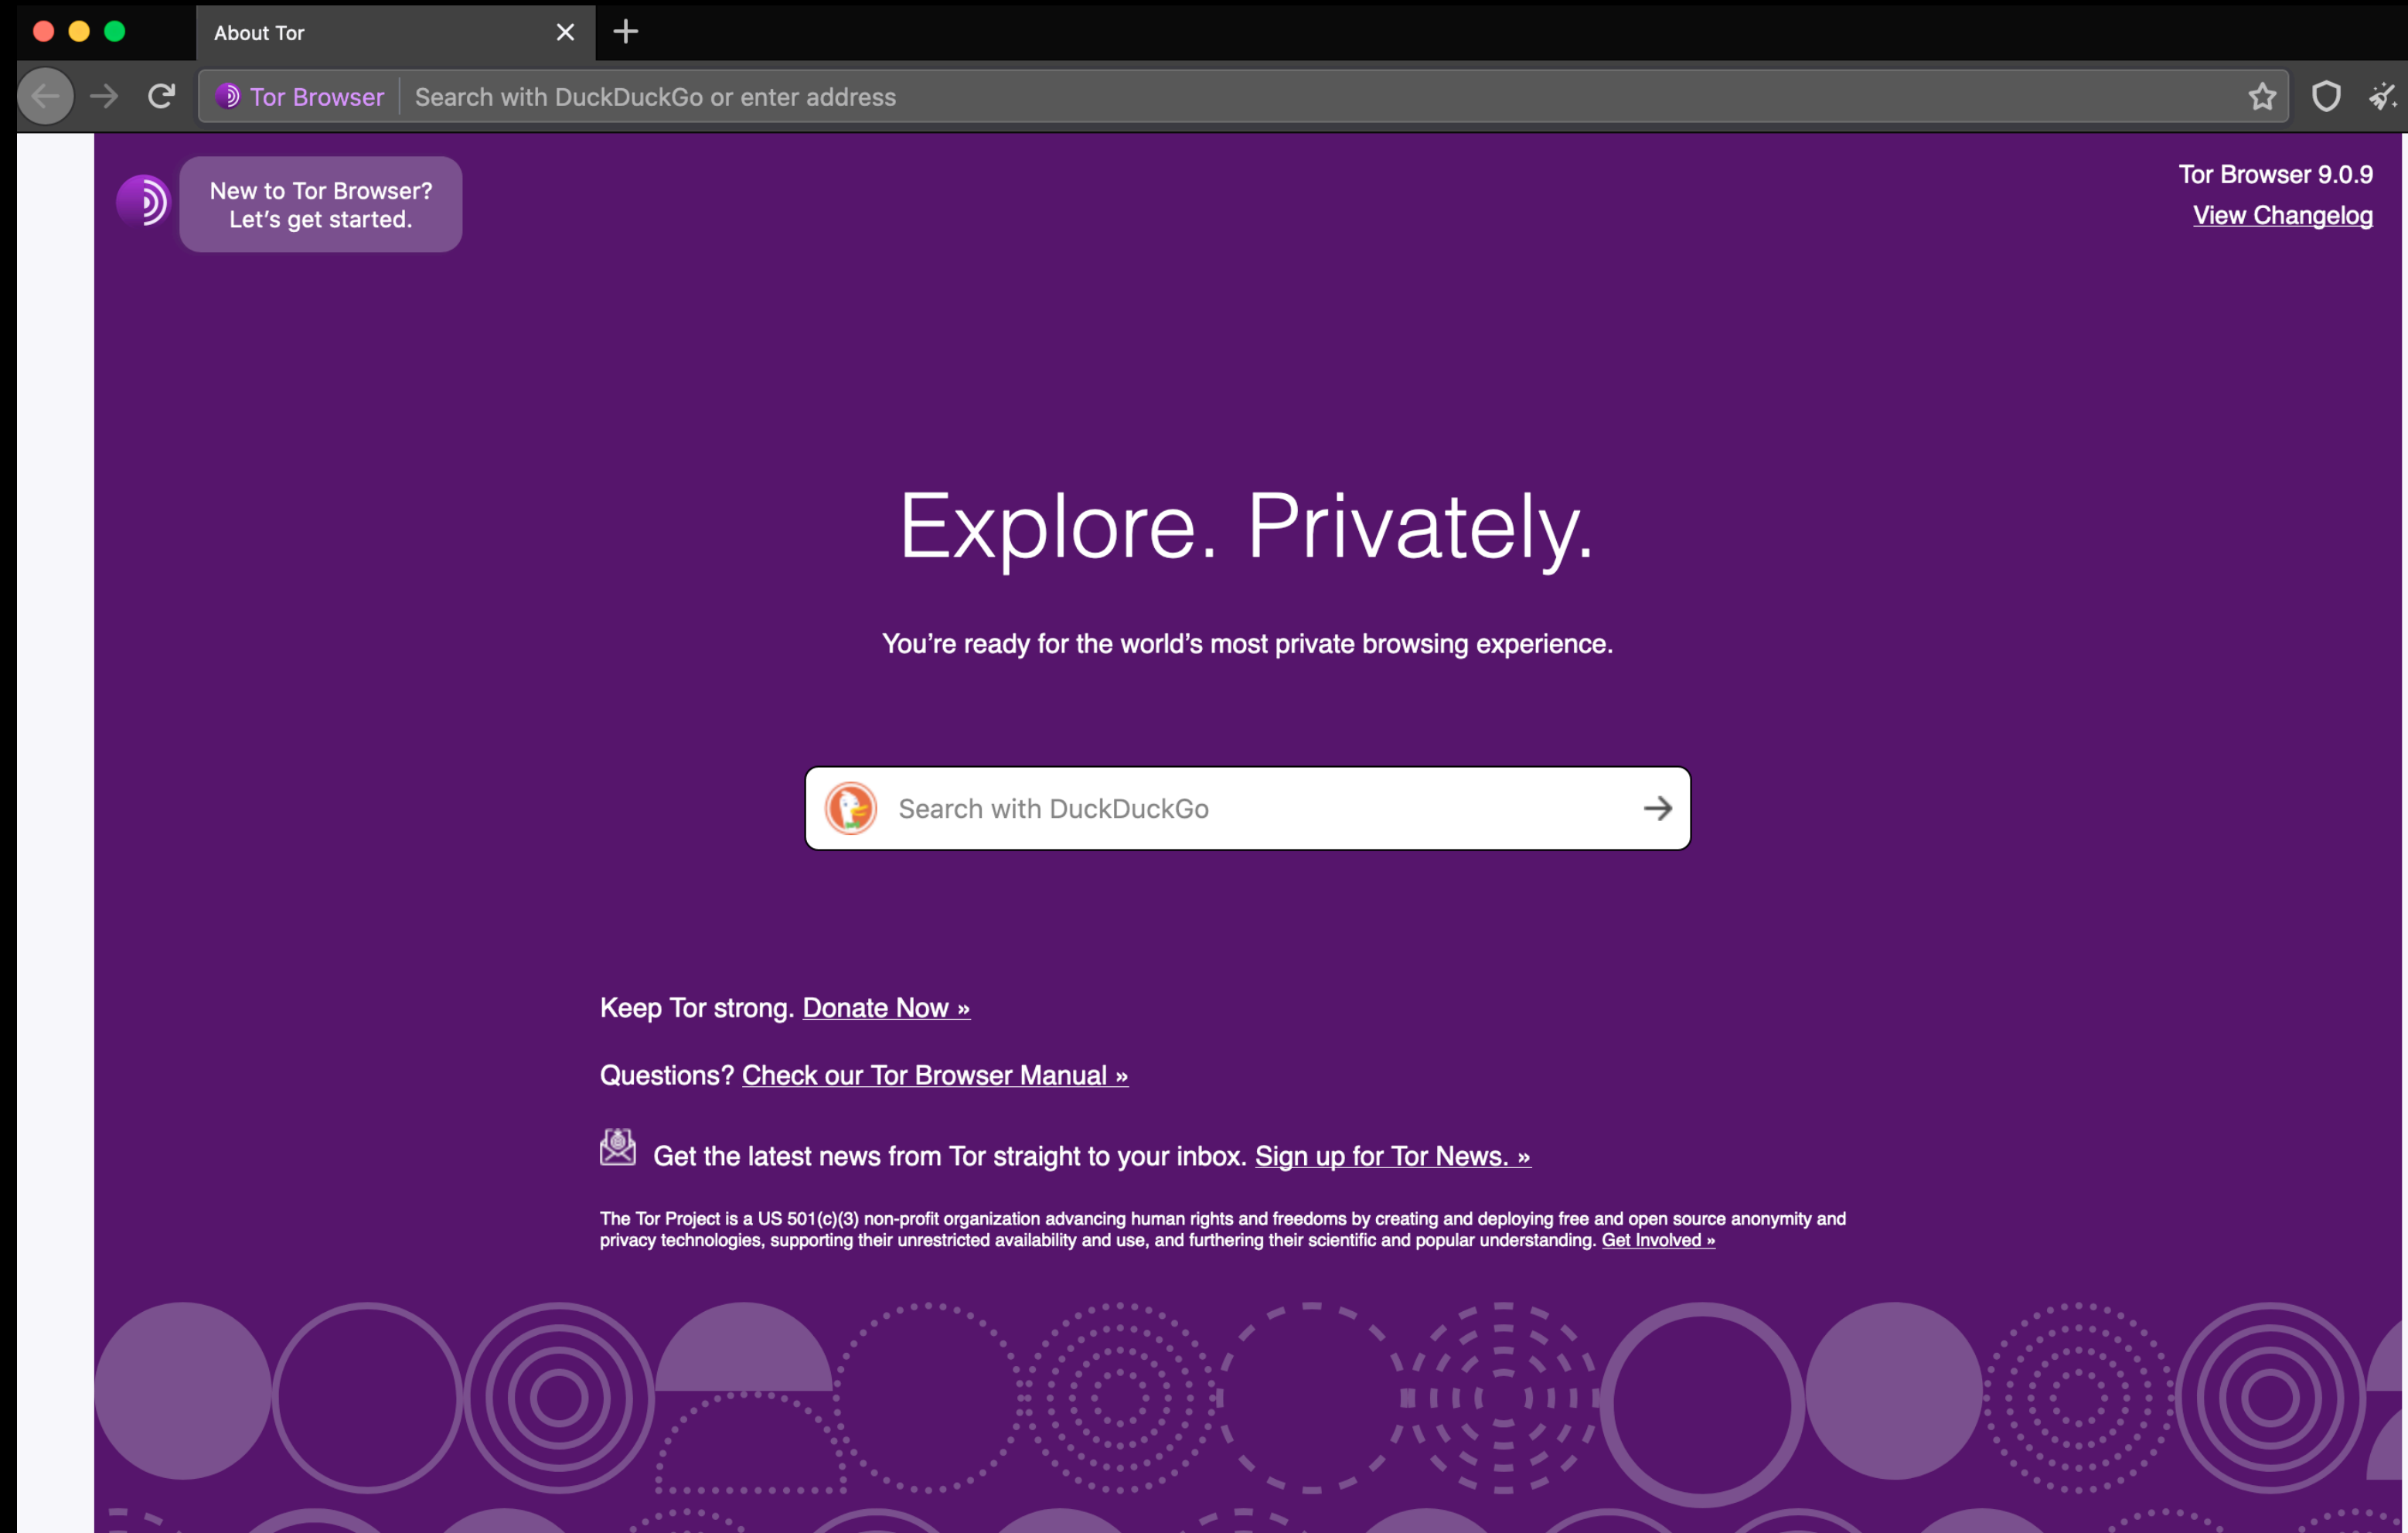 About Tor
Tor Browser
Search with DuckDuckGo or enter address
New to Tor Browser?
Let’s get started.
Tor Browser 9.0.9
View Changelog
Explore. Privately.
You’re ready for the world’s most private browsing experience.
Search with DuckDuckGo
Keep Tor strong. Donate Now »
Questions? Check our Tor Browser Manual »
Get the latest news from Tor straight to your inbox. Sign up for Tor News. »
The Tor Project is a US 501(c)(3) non-profit organization advancing human rights and freedoms by creating and deploying free and open source anonymity and
privacy technologies, supporting their unrestricted availability and use, and furthering their scientific and popular understanding. Get Involved »